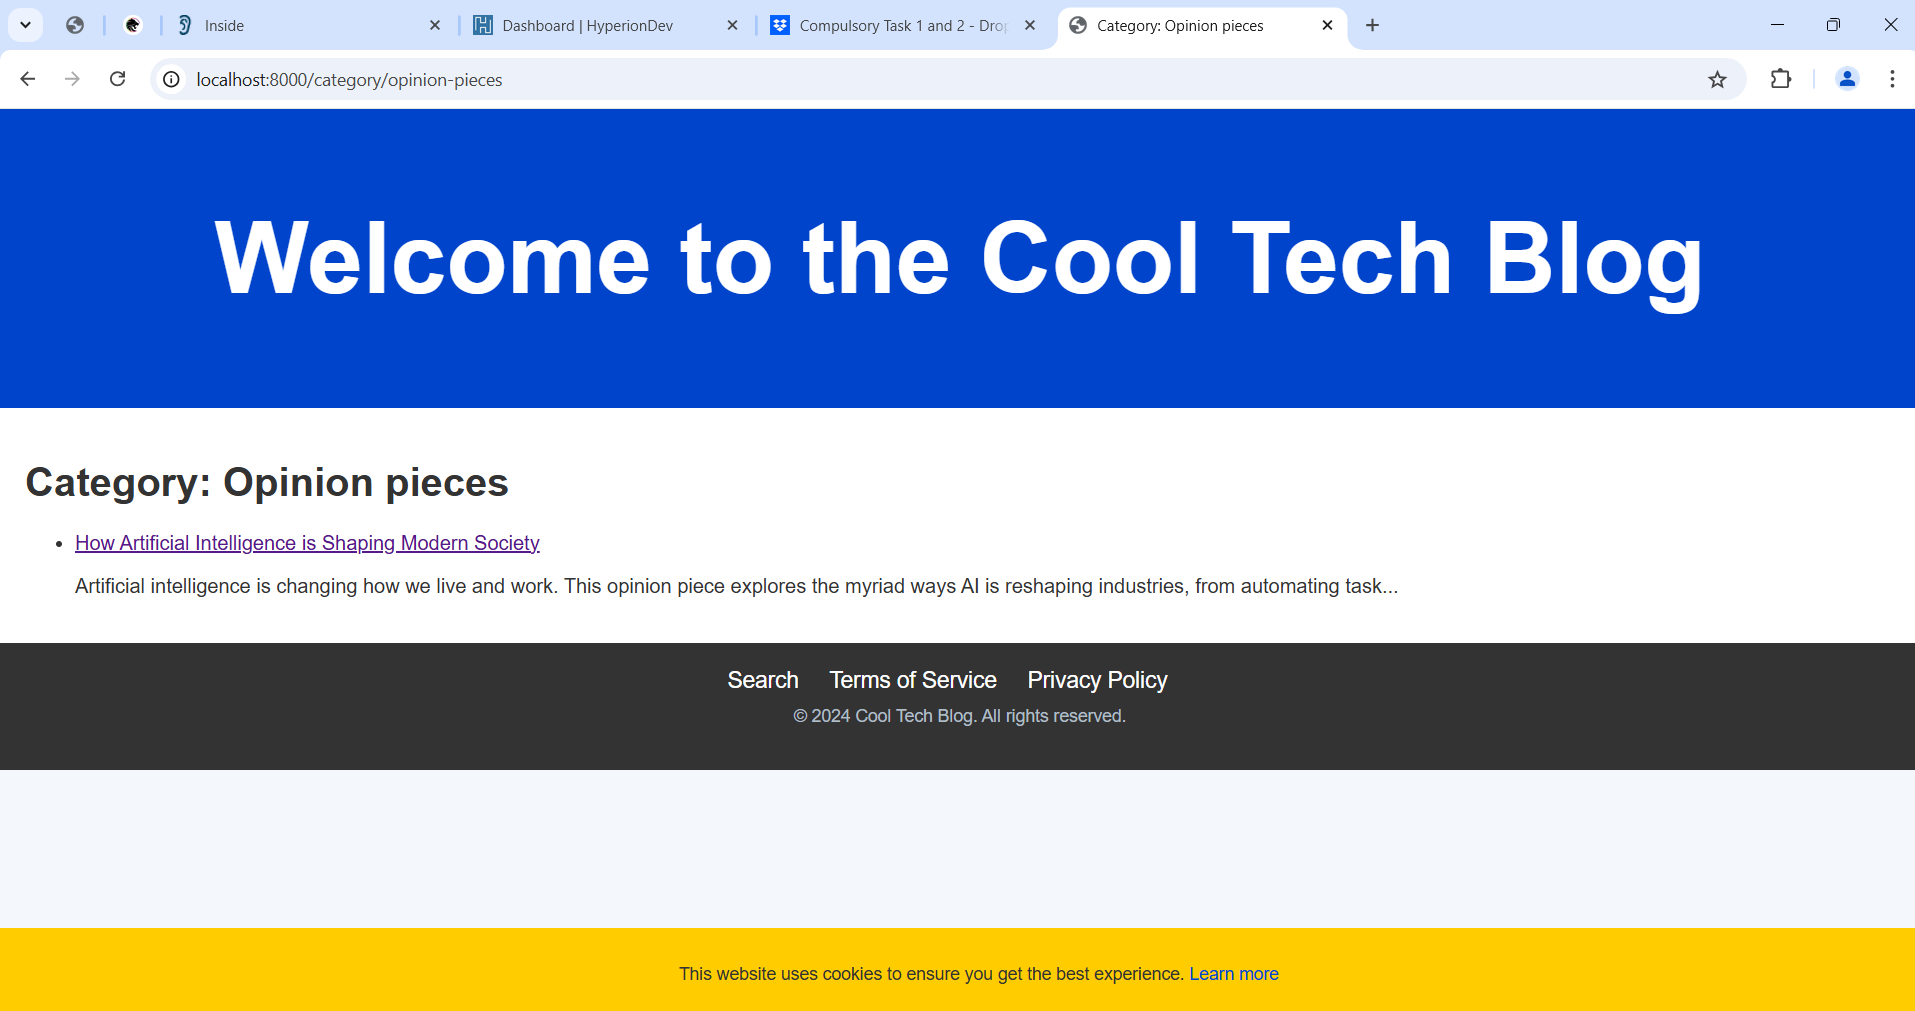 Inside
Dashboard | HyperionDev
Compulsory Task 1 and 2 - Dro
Category: Opinion pieces
localhost:8000/category/opinion-pieces
Welcome to the Cool Tech Blog
Category: Opinion pieces
How Artificial Intelligence is Shaping Modern Society
Artificial intelligence is changing how we live and work. This opinion piece explores the myriad ways AI is reshaping industries, from automating task...
Search Terms of Service Privacy Policy
© 2024 Cool Tech Blog. All rights reserved.
This website uses cookies to ensure you get the best experience. Learn more